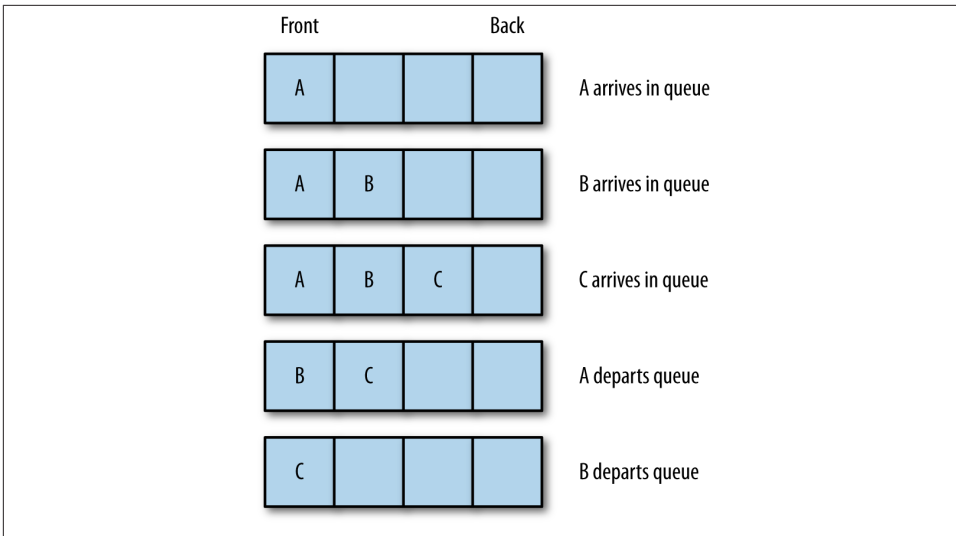 Front Back
A A arrives in queue
A B B arrives in queue
A B C C arrives in queue
B C A departs queue
C B departs queue